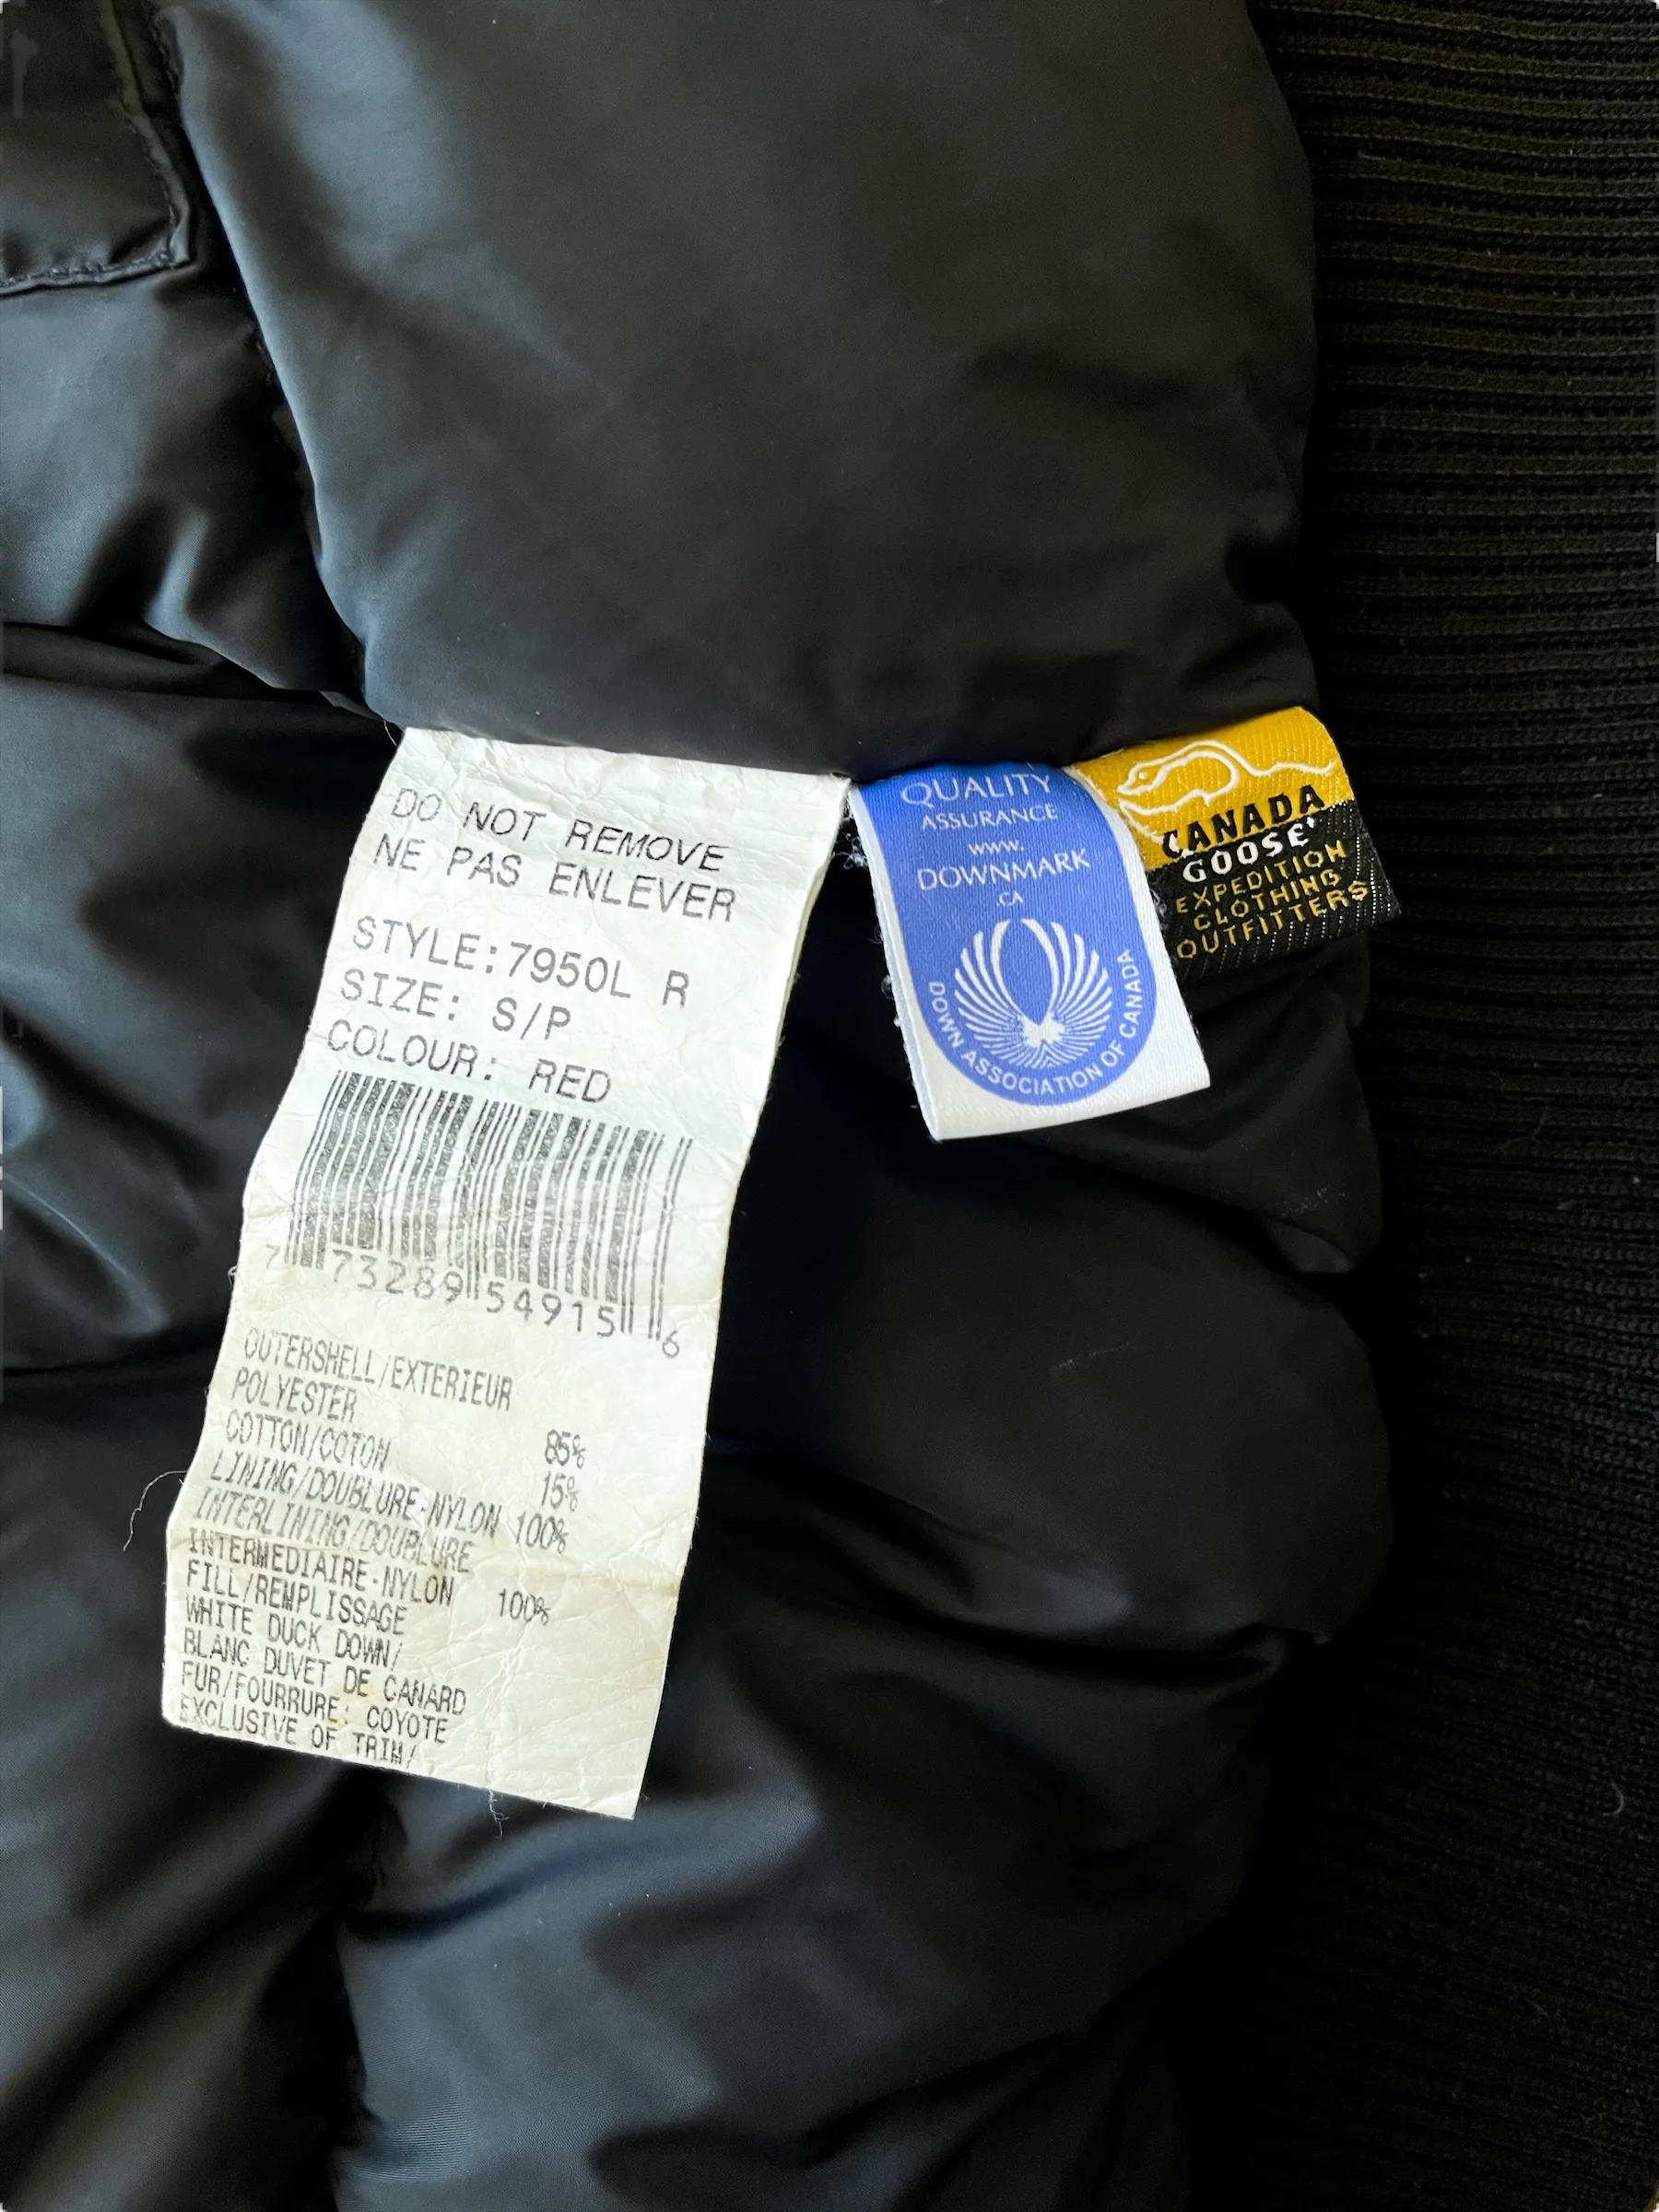 DO NOT REMOVE
NE PAS ENLEVER
STYLE:7950L R
SIZE: S/P
COLOUR: RED
7 73289 54915 6
OUTERSHELL/EXTERIEUR
POLYESTER 85%
COTTON/COTON 15%
LINING/DOUBLURE-NYLON 100%
INTERLINING/DOUBLURE
INTERMEDIAIRE-NYLON 100%
FILL/REMPLISSAGE
WHITE DUCK DOWN/
BLANC DUVET DE CANARD
FUR/FOURRURE: COYOTE
EXCLUSIVE OF TRIM/
QUALITY
ASSURANCE
www.
DOWNMARK
.CA
DOWN ASSOCIATION OF CANADA
CANADA
GOOSE
EXPEDITION
CLOTHING
OUTFITTERS